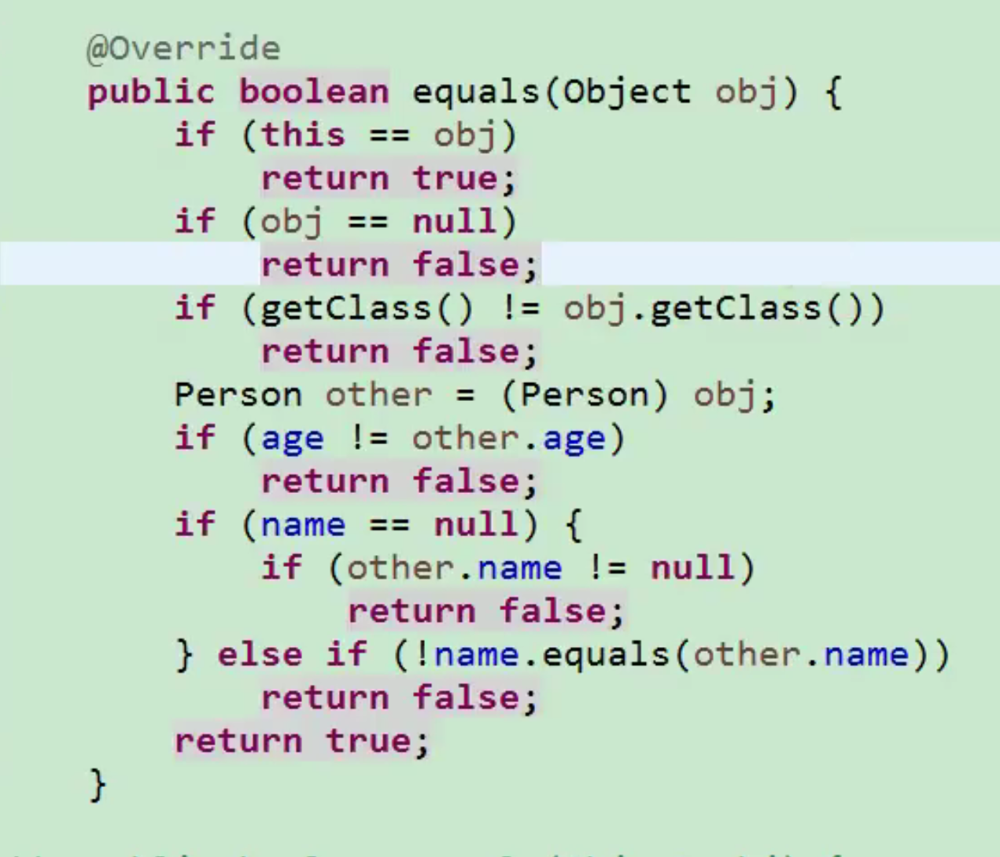 @Override
public boolean equals(Object obj) {
    if (this == obj)
        return true;
    if (obj == null)
        return false;
    if (getClass() != obj.getClass())
        return false;
    Person other = (Person) obj;
    if (age != other.age)
        return false;
    if (name == null) {
        if (other.name != null)
            return false;
    } else if (!name.equals(other.name))
        return false;
    return true;
}